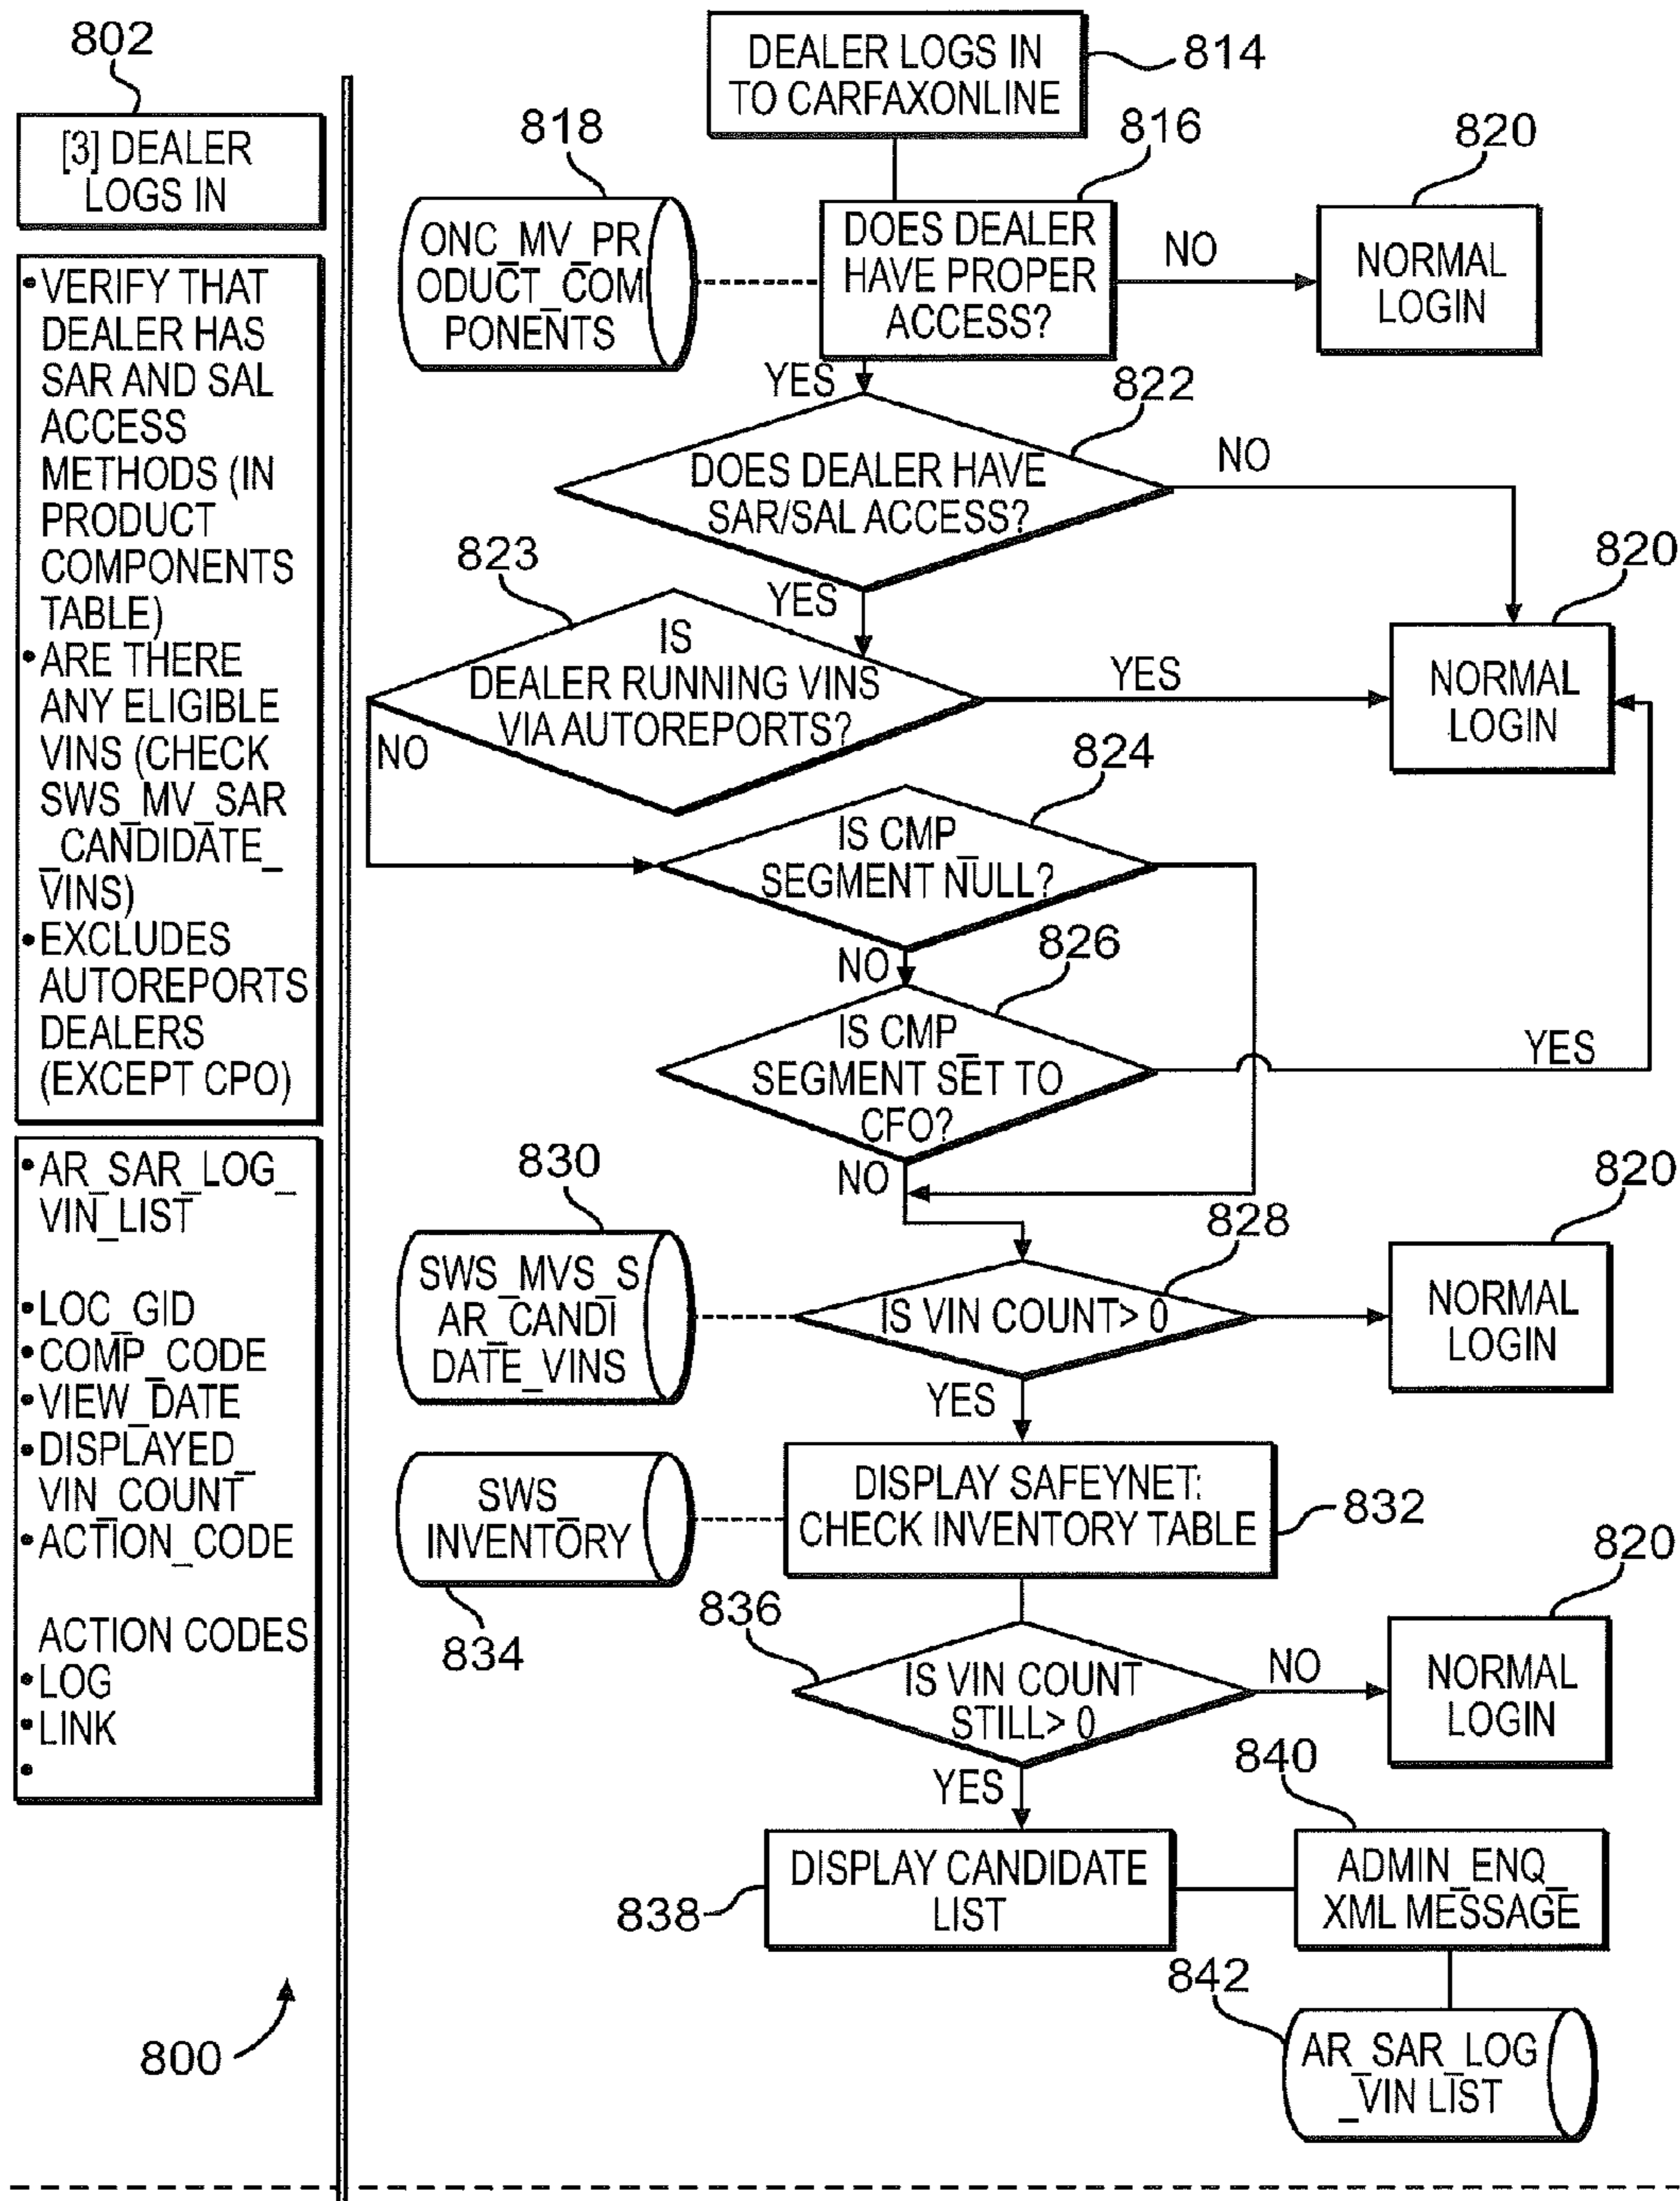 802
[3] DEALER
LOGS IN
•VERIFY THAT
DEALER HAS
SAR AND SAL
ACCESS
METHODS (IN
PRODUCT
COMPONENTS
TABLE)
•ARE THERE
ANY ELIGIBLE
VINS (CHECK
SWS_MV_SAR
_CANDIDATE_
VINS)
•EXCLUDES
AUTOREPORTS
DEALERS
(EXCEPT CPO)
•AR_SAR_LOG_
VIN_LIST
•LOC_GID
•COMP_CODE
•VIEW_DATE
•DISPLAYED_
VIN_COUNT
•ACTION_CODE
ACTION CODES
•LOG
•LINK
•
800
DEALER LOGS IN
TO CARFAXONLINE
814
818
ONC_MV_PR
ODUCT_COM
PONENTS
816
DOES DEALER
HAVE PROPER
ACCESS?
NO
820
NORMAL
LOGIN
YES
822
DOES DEALER HAVE
SAR/SAL ACCESS?
NO
823
YES
IS
DEALER RUNNING VINS
VIA AUTOREPORTS?
YES
820
NORMAL
LOGIN
NO
824
IS CMP_
SEGMENT NULL?
NO
826
IS CMP_
SEGMENT SET TO
CFO?
YES
NO
830
SWS_MVS_S
AR_CANDI
DATE_VINS
828
IS VIN COUNT> 0
820
NORMAL
LOGIN
YES
SWS_
INVENTORY
834
DISPLAY SAFEYNET:
CHECK INVENTORY TABLE
832
836
IS VIN COUNT
STILL> 0
NO
820
NORMAL
LOGIN
YES
838
DISPLAY CANDIDATE
LIST
840
ADMIN_ENQ_
XML MESSAGE
842
AR_SAR_LOG
_VIN LIST